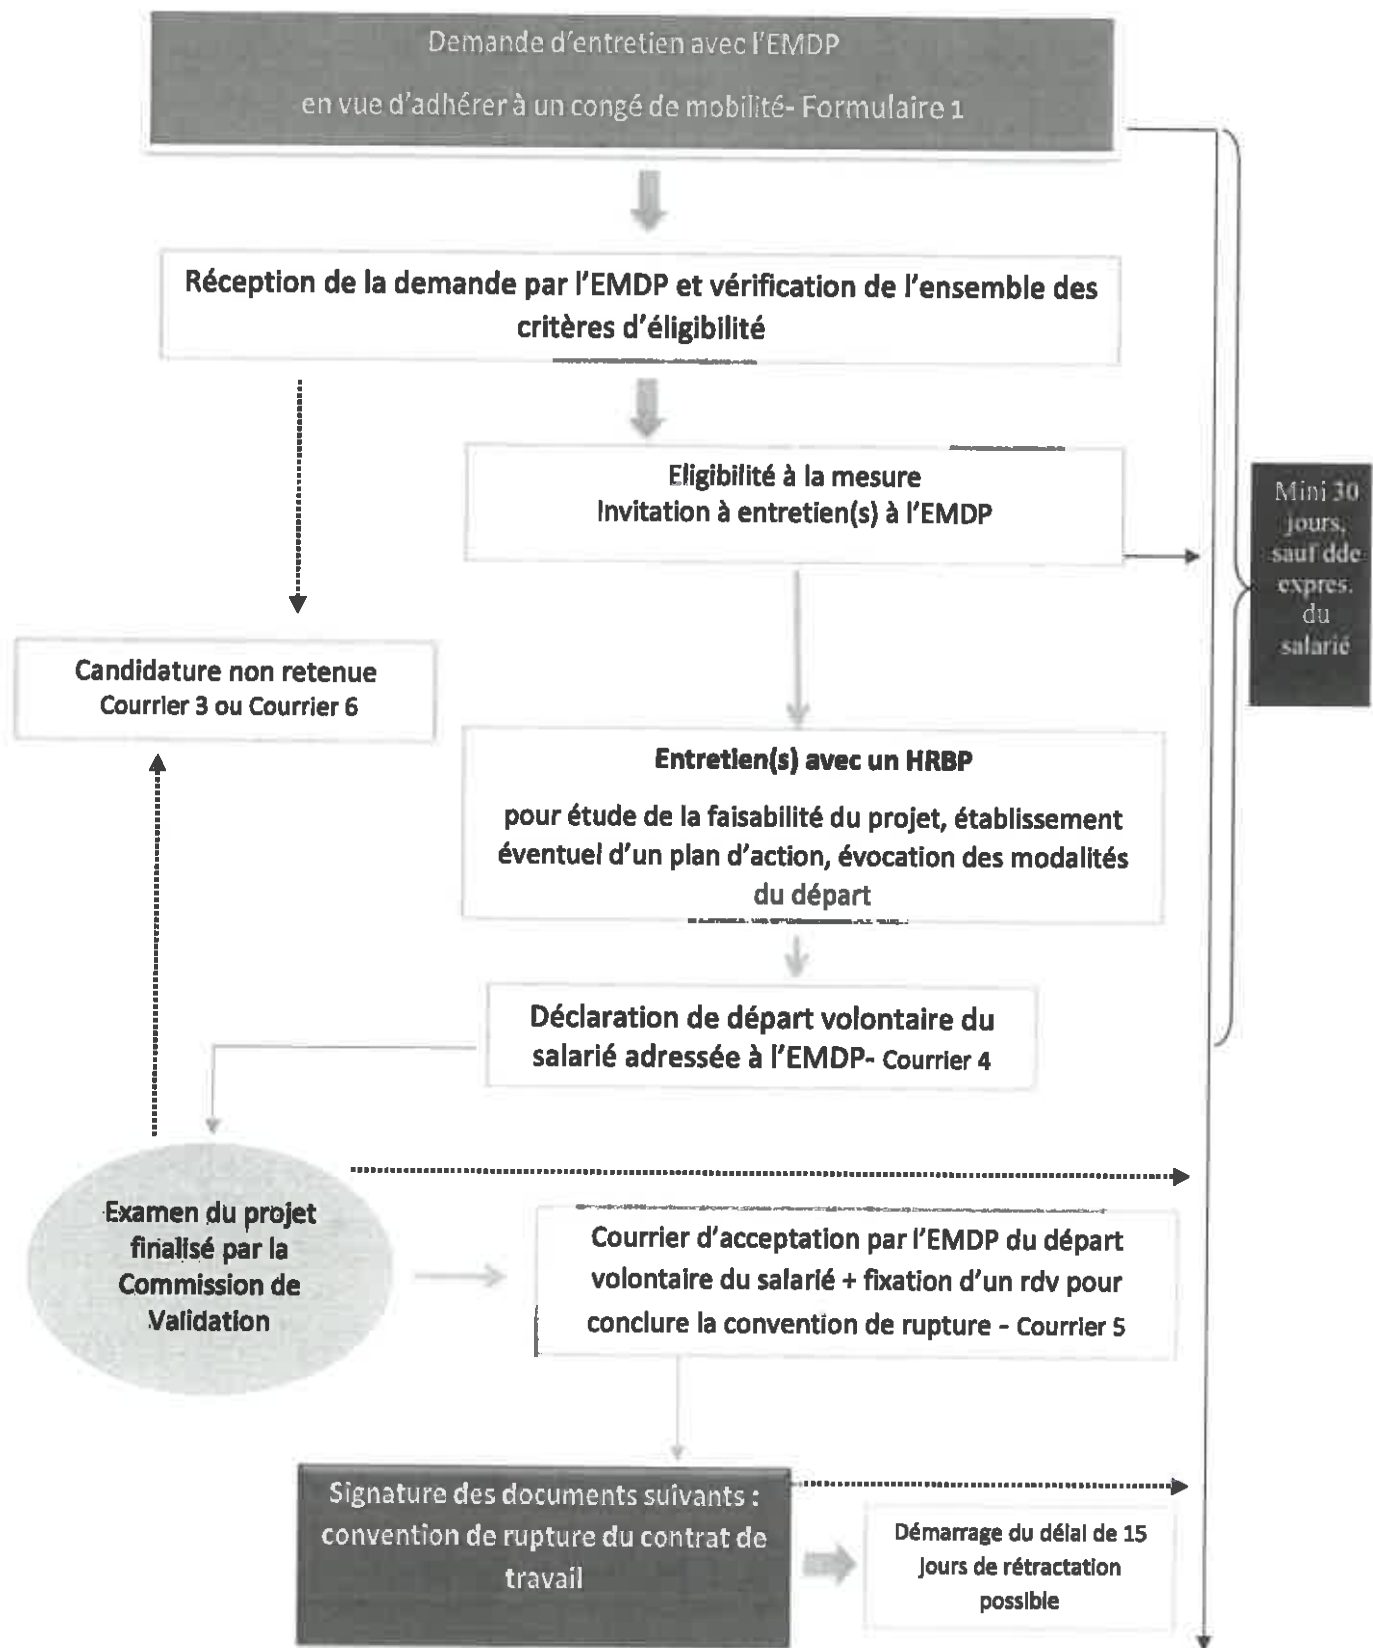 Demande d'entretien avec l'EMDP
en vue d'adhérer à un congé de mobilité- Formulaire 1
Réception de la demande par l'EMDP et vérification de l'ensemble des
critères d'éligibilité
Eligibilité à la mesure
Invitation à entretien(s) à l'EMDP
Mini 30
jours,
sauf dde
expres.
du
salarié
Candidature non retenue
Courrier 3 ou Courrier 6
Entretien(s) avec un HRBP
pour étude de la faisabilité du projet, établissement
éventuel d'un plan d'action, évocation des modalités
du départ
Déclaration de départ volontaire du
salarié adressée à l'EMDP- Courrier 4
Examen du projet
finalisé par la
Commission de
Validation
Courrier d'acceptation par l'EMDP du départ
volontaire du salarié + fixation d'un rdv pour
conclure la convention de rupture - Courrier 5
Signature des documents suivants :
convention de rupture du contrat de
travail
Démarrage du délai de 15
Jours de rétractation
possible